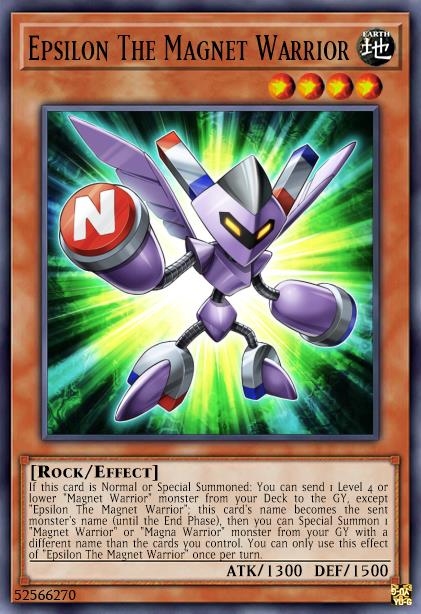 Epsilon The Magnet Warrior
EARTH
地
N
[Rock/Effect]
If this card is Normal or Special Summoned: You can send 1 Level 4 or
lower "Magnet Warrior" monster from your Deck to the GY, except
"Epsilon The Magnet Warrior"; this card's name becomes the sent
monster's name (until the End Phase), then you can Special Summon 1
"Magnet Warrior" or "Magna Warrior" monster from your GY with a
different name than the cards you control. You can only use this effect
of "Epsilon The Magnet Warrior" once per turn.
ATK/1300 DEF/1500
52566270